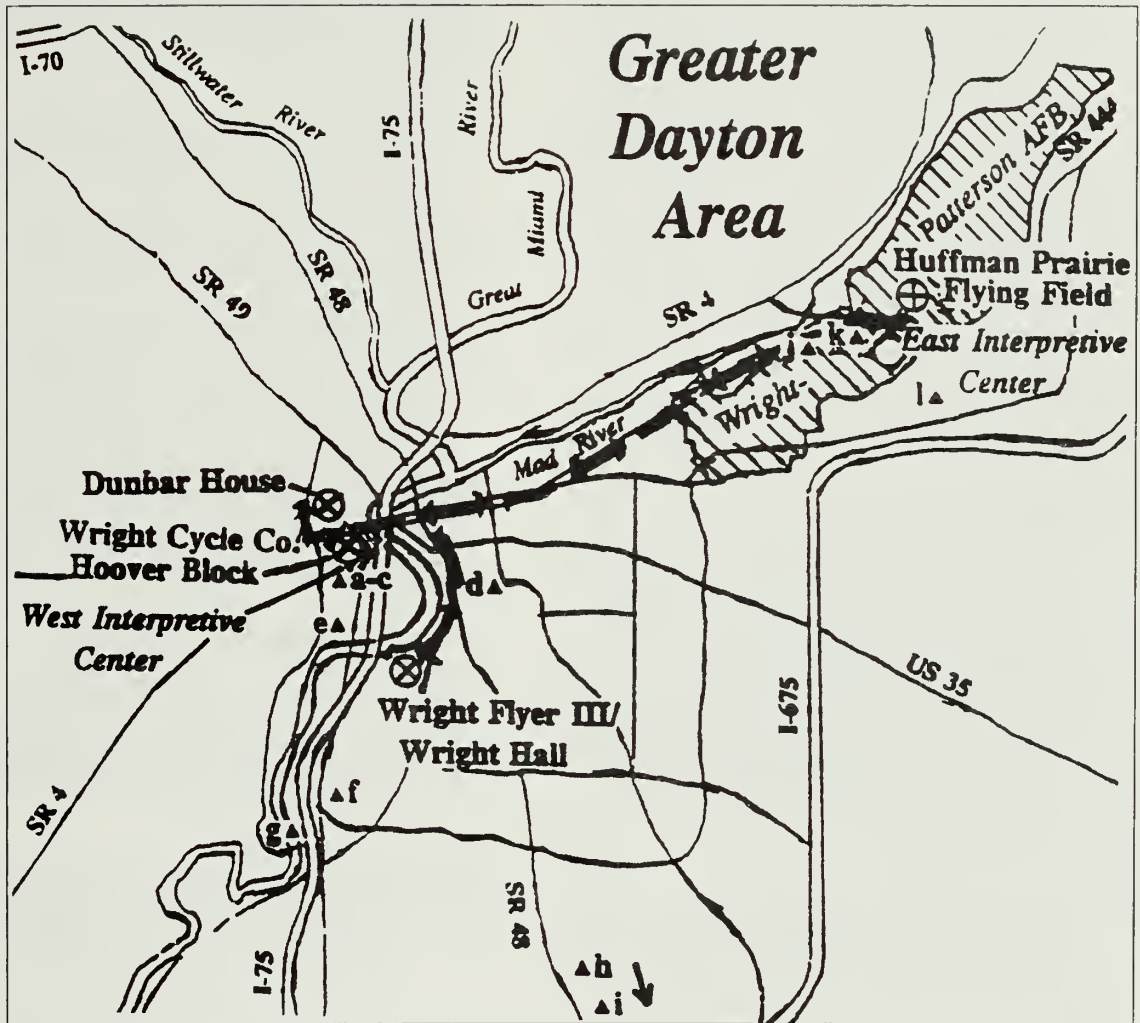 Greater
Dayton
Area
I-70
Stillwater
River
I-75
River
Miami
Great
SR 49
SR 48
SR 4
Patterson AFB
SR 444
Huffman Prairie
Flying Field
East Interpretive
Center
j
k
l
Wright-
Mad River
Dunbar House
Wright Cycle Co.
Hoover Block
a-c
West Interpretive
Center
d
e
Wright Flyer III/
Wright Hall
US 35
I-675
SR 4
f
g
SR 48
I-75
h
i